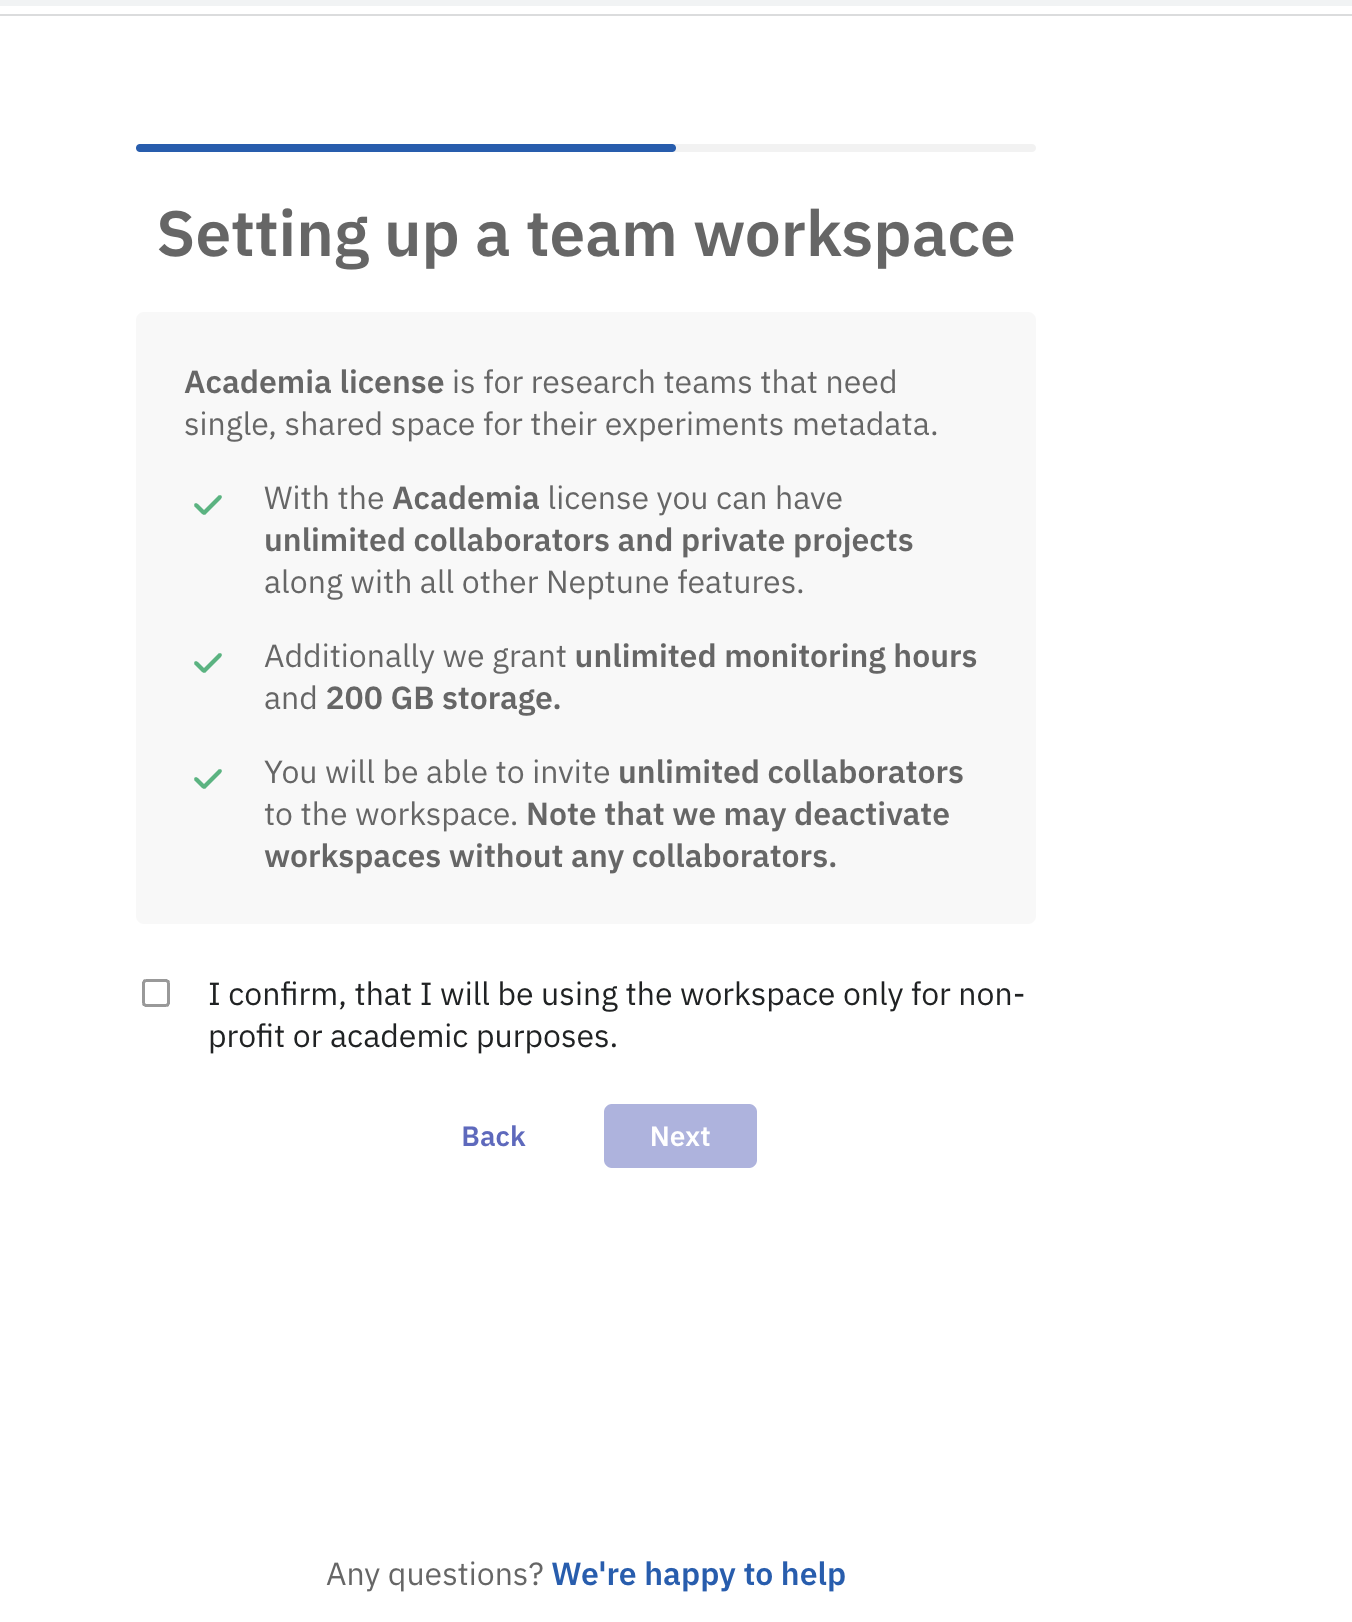 Setting up a team workspace
Academia license is for research teams that need
single, shared space for their experiments metadata.
With the Academia license you can have
unlimited collaborators and private projects
along with all other Neptune features.
Additionally we grant unlimited monitoring hours
and 200 GB storage.
You will be able to invite unlimited collaborators
to the workspace. Note that we may deactivate
workspaces without any collaborators.
I confirm, that I will be using the workspace only for non-
profit or academic purposes.
Back Next
Any questions? We're happy to help